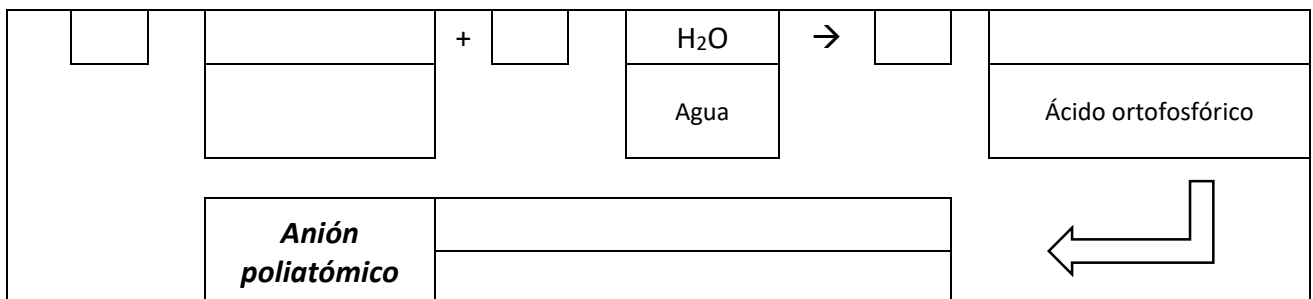 + H₂O →
Agua Ácido ortofosfórico
Anión
poliatómico